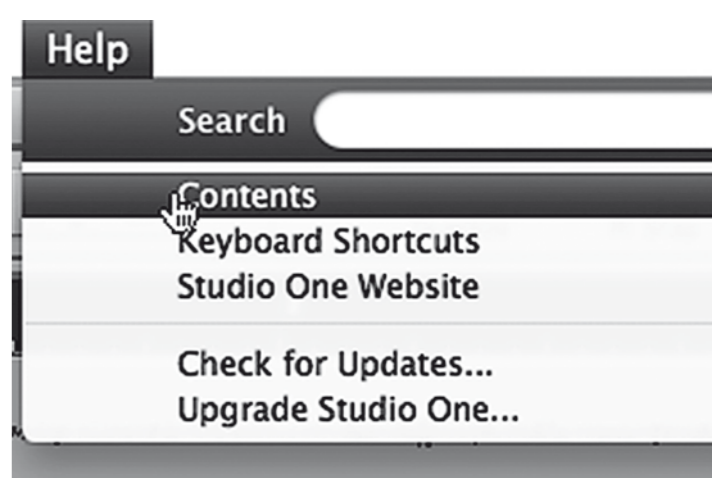 Help
Search
Contents
Keyboard Shortcuts
Studio One Website
Check for Updates...
Upgrade Studio One...